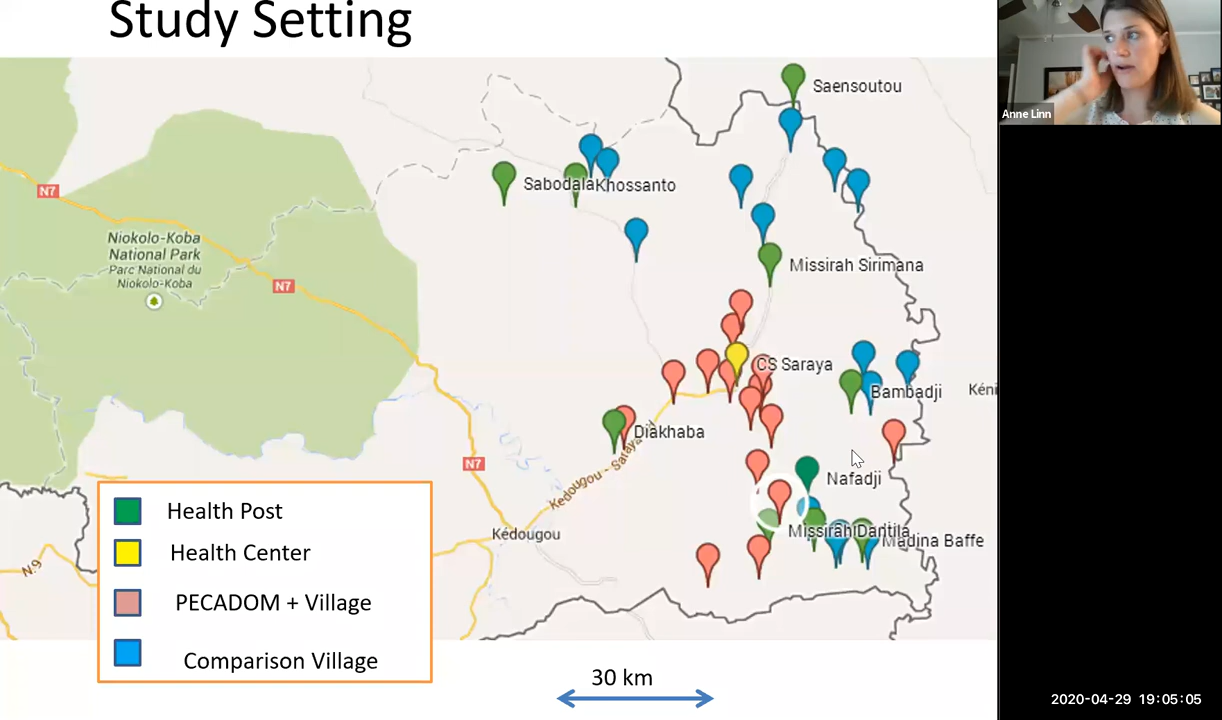 Study Setting
Anne Linn
Saensoutou
Sabodala
Khossanto
N7
Niokolo-Koba
National Park
Parc National du
Niokolo-Koba
N7
Missirah Sirimana
CS Saraya
Bambadji
Kéni
Diakhaba
Kedougou - Saraya
N7
Nafadji
Kédougou
Missirah
Dantila
Madina Baffe
N.9
Health Post
Health Center
PECADOM + Village
Comparison Village
30 km
2020-04-29 19:05:05